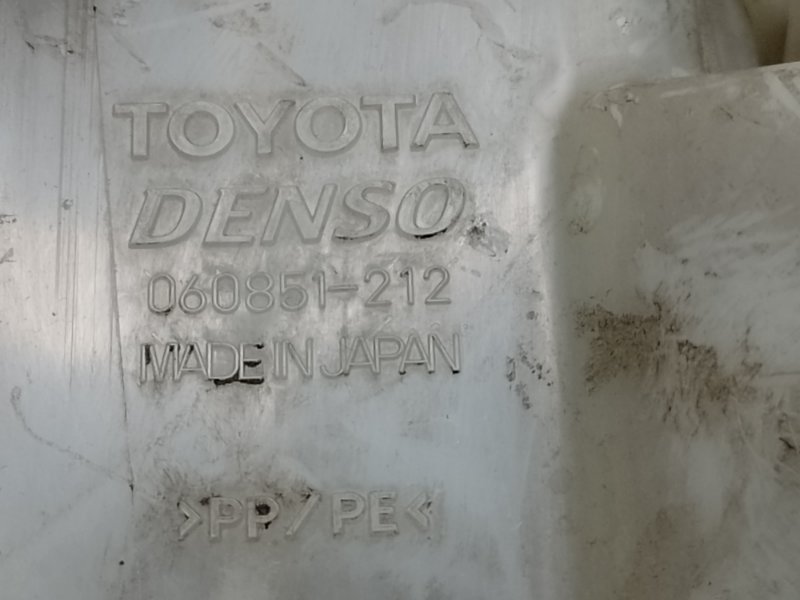 TOYOTA
DENSO
060851-212
MADE IN JAPAN
>PP/PE<